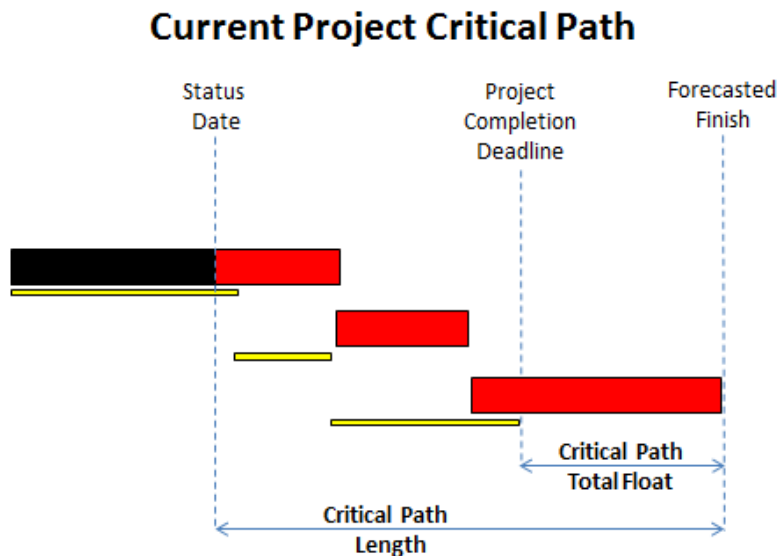 Current Project Critical Path
Status
Date
Project
Completion
Deadline
Forecasted
Finish
Critical Path
Total Float
Critical Path
Length